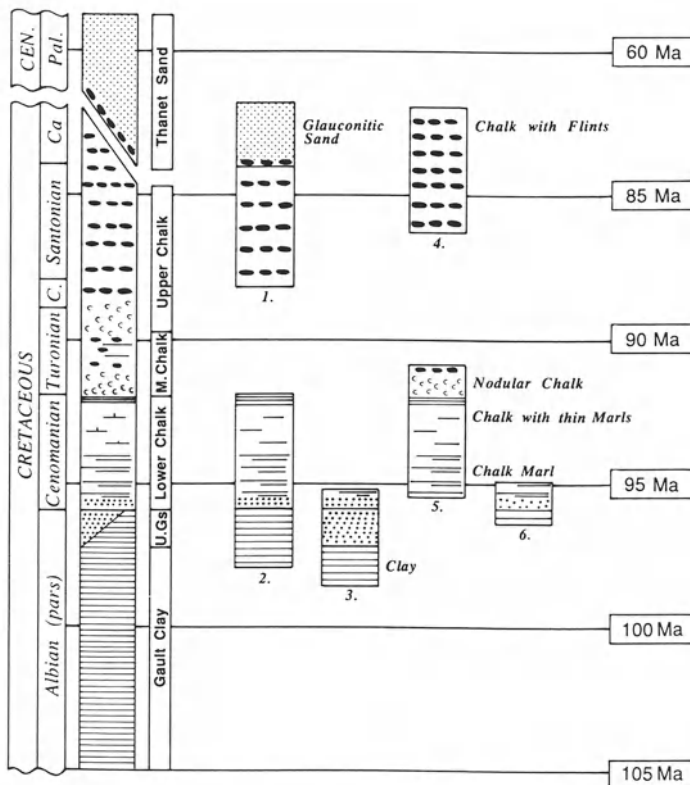 CEN.
Pal.
Thanet Sand
60 Ma
CRETACEOUS
Ca
Santonian
C.
Turonian
Cenomanian
Albian (pars)
Upper Chalk
M. Chalk
Lower Chalk
U.Gs
Gault Clay
Glauconitic
Sand
Chalk with Flints
85 Ma
4.
1.
90 Ma
Nodular Chalk
Chalk with thin Marls
Chalk Marl
95 Ma
5.
6.
2.
Clay
3.
100 Ma
105 Ma